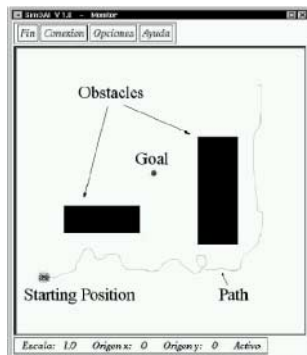 Sim2AI V 1.0 - Monitor
Fin Conexion Opciones Ayuda
Obstacles
Goal
Starting Position
Path
Escala: 1.0 Origen x: 0 Origen y: 0 Activo